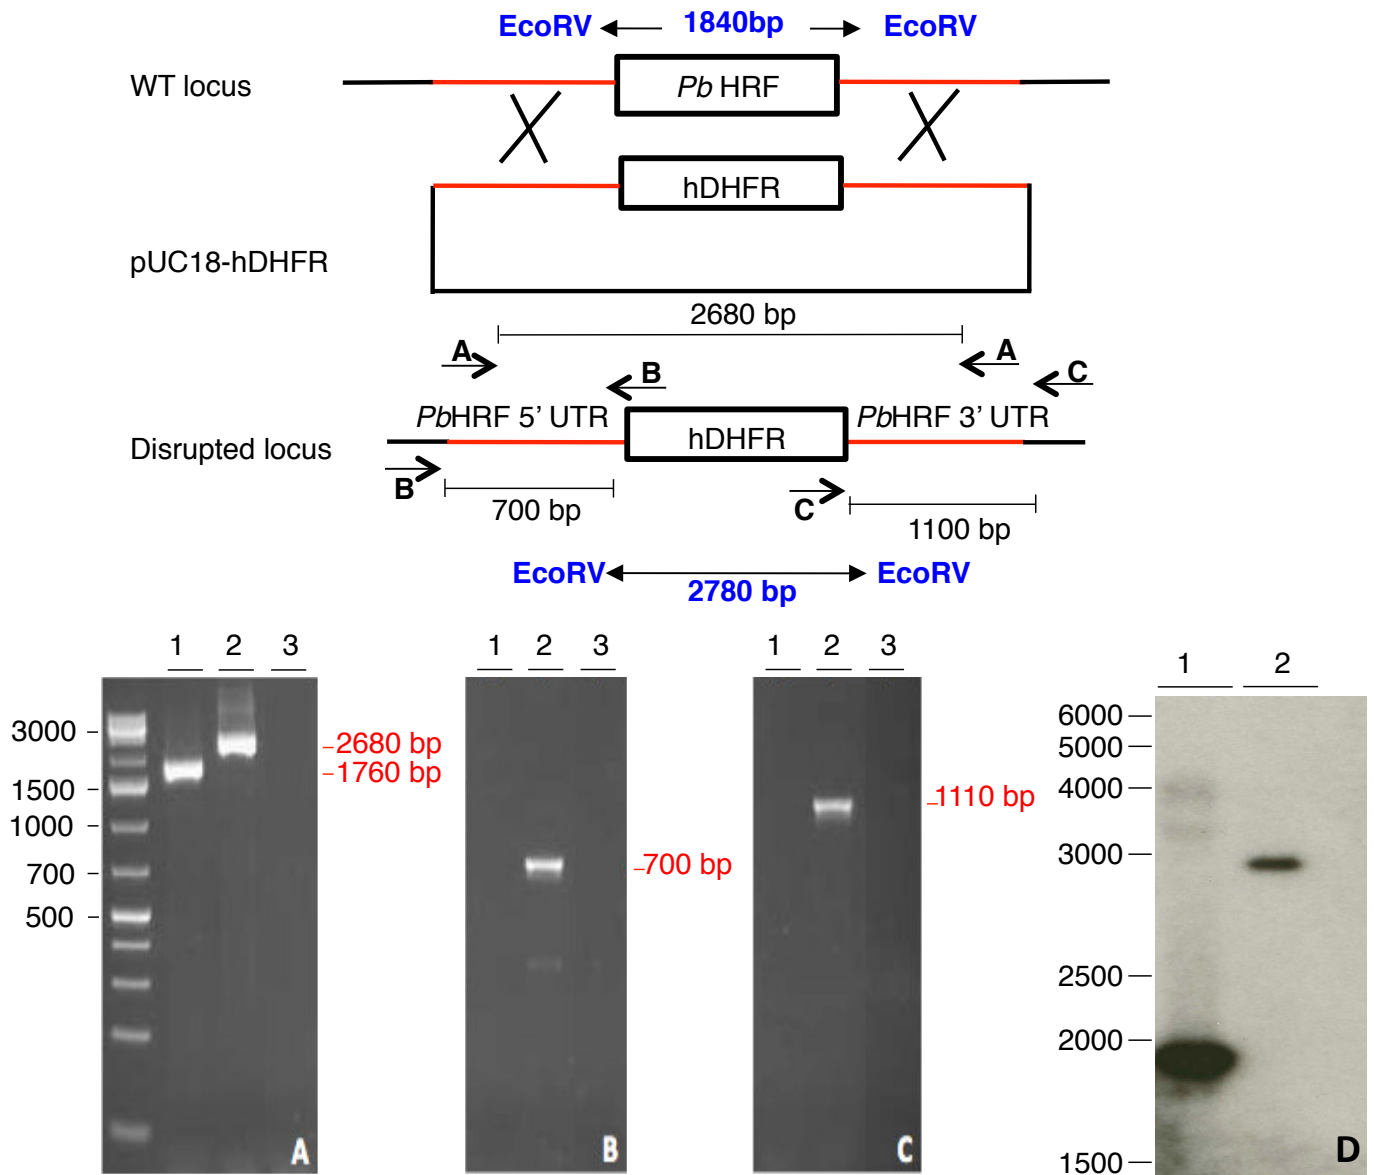 EcoRV 1840bp EcoRV
WT locus
Pb HRF
hDHFR
pUC18-hDHFR
2680 bp
A A
B C
PbHRF 5' UTR PbHRF 3' UTR
Disrupted locus
hDHFR
B C
700 bp 1100 bp
EcoRV 2780 bp EcoRV
1 2 3
3000
1500
1000
700
500
2680 bp
1760 bp
A
1 2 3
700 bp
B
1 2 3
1110 bp
C
1 2
6000
5000
4000
3000
2500
2000
1500
D